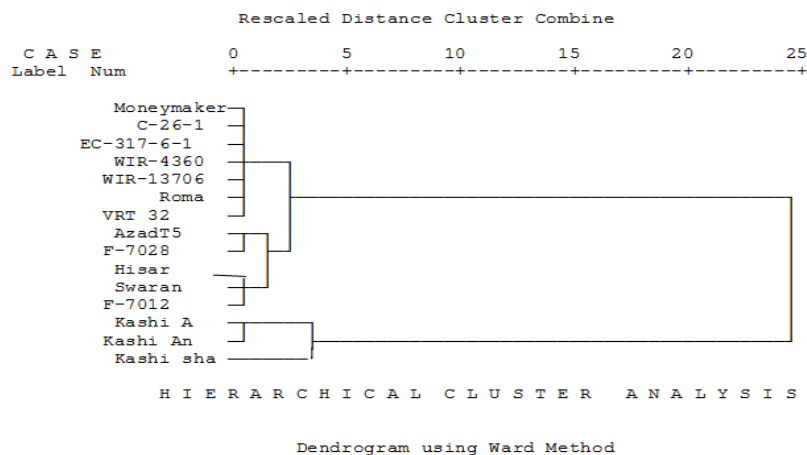 Rescaled Distance Cluster Combine
C A S E 0 5 10 15 20 25
Label Num +---------+---------+---------+---------+---------+
Moneymaker
C-26-1
EC-317-6-1
WIR-4360
WIR-13706
Roma
VRT 32
AzadT5
F-7028
Hisar
Swaran
F-7012
Kashi A
Kashi An
Kashi sha
H I E R A R C H I C A L C L U S T E R A N A L Y S I S
Dendrogram using Ward Method